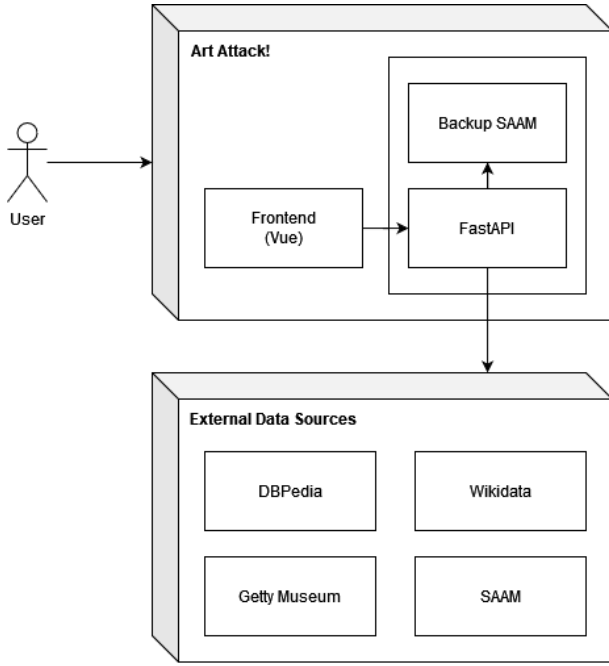 Art Attack!
Backup SAAM
User
Frontend
(Vue)
FastAPI
External Data Sources
DBPedia
Wikidata
Getty Museum
SAAM